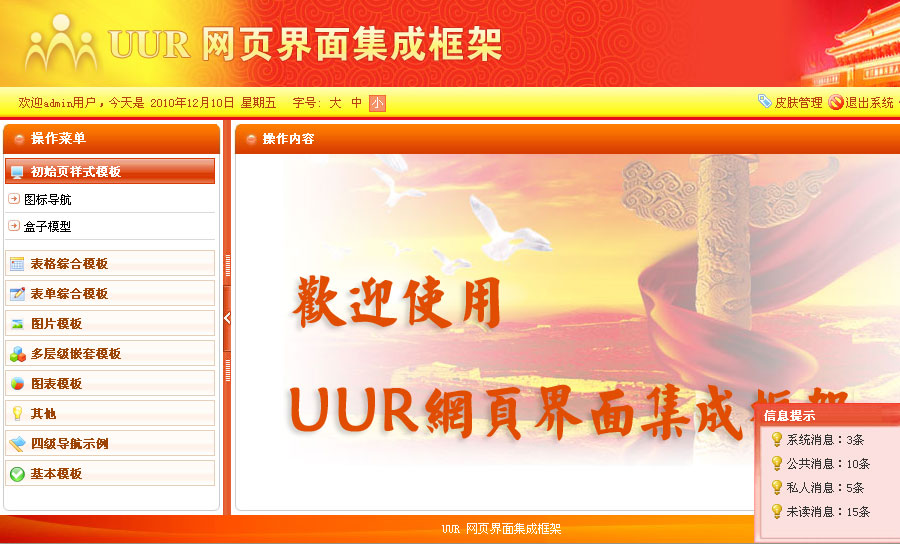 UUR 网页界面集成框架
欢迎admin用户，今天是 2010年12月10日 星期五 字号: 大 中 小 皮肤管理 退出系统
操作菜单
初始页样式模板
图标导航
盒子模型
表格综合模板
表单综合模板
图片模板
多层级嵌套模板
图表模板
其他
四级导航示例
基本模板
操作内容
歡迎使用
UUR網頁界面集成框架
信息提示
系统消息：3条
公共消息：10条
私人消息：5条
未读消息：15条
UUR 网页界面集成框架